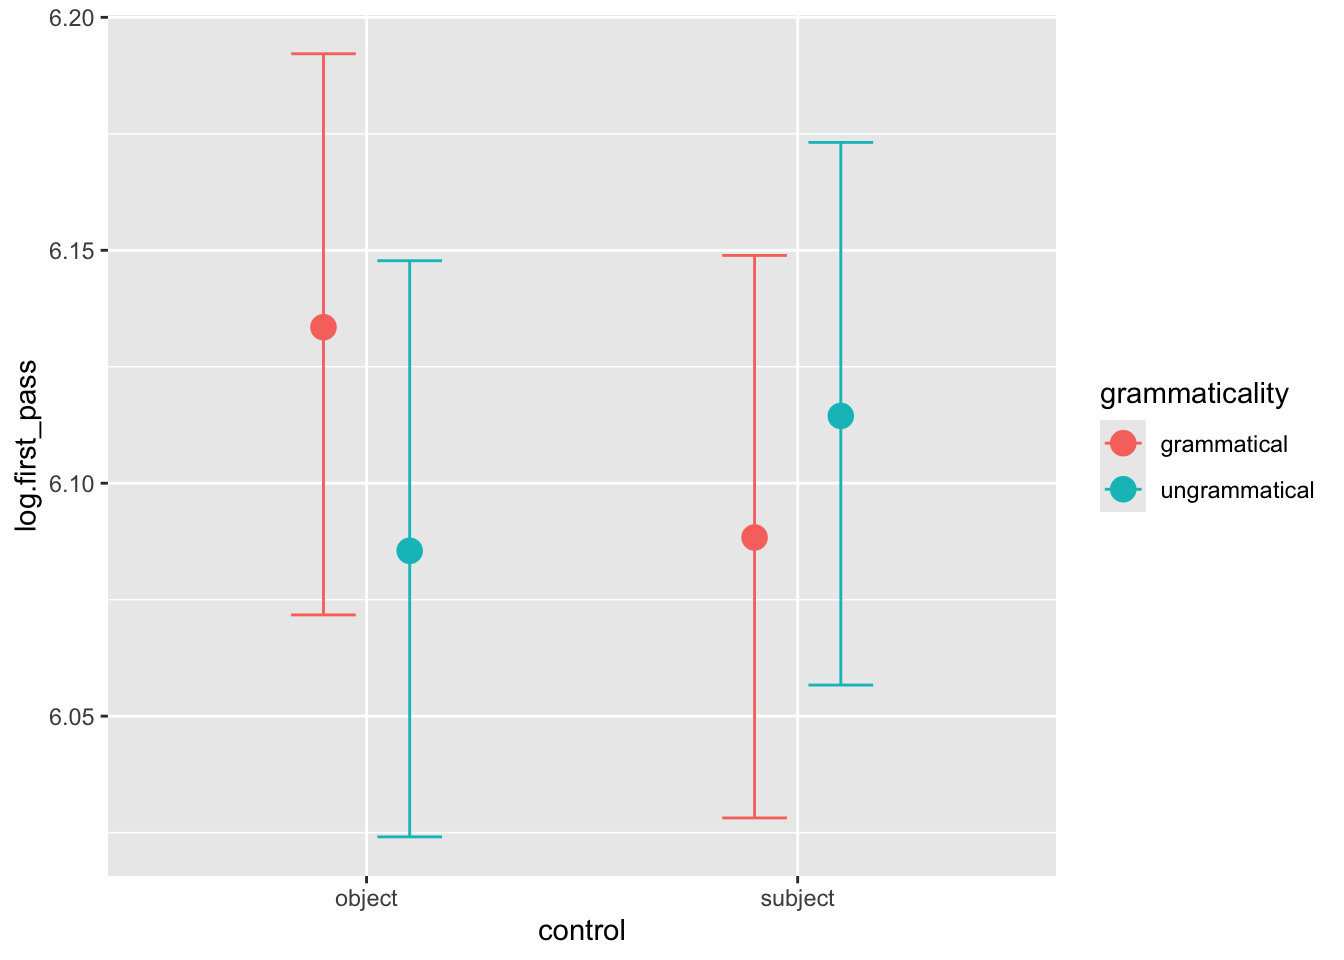 6.20
6.15
6.10
6.05
log.first_pass
object
subject
control
grammaticality
grammatical
ungrammatical